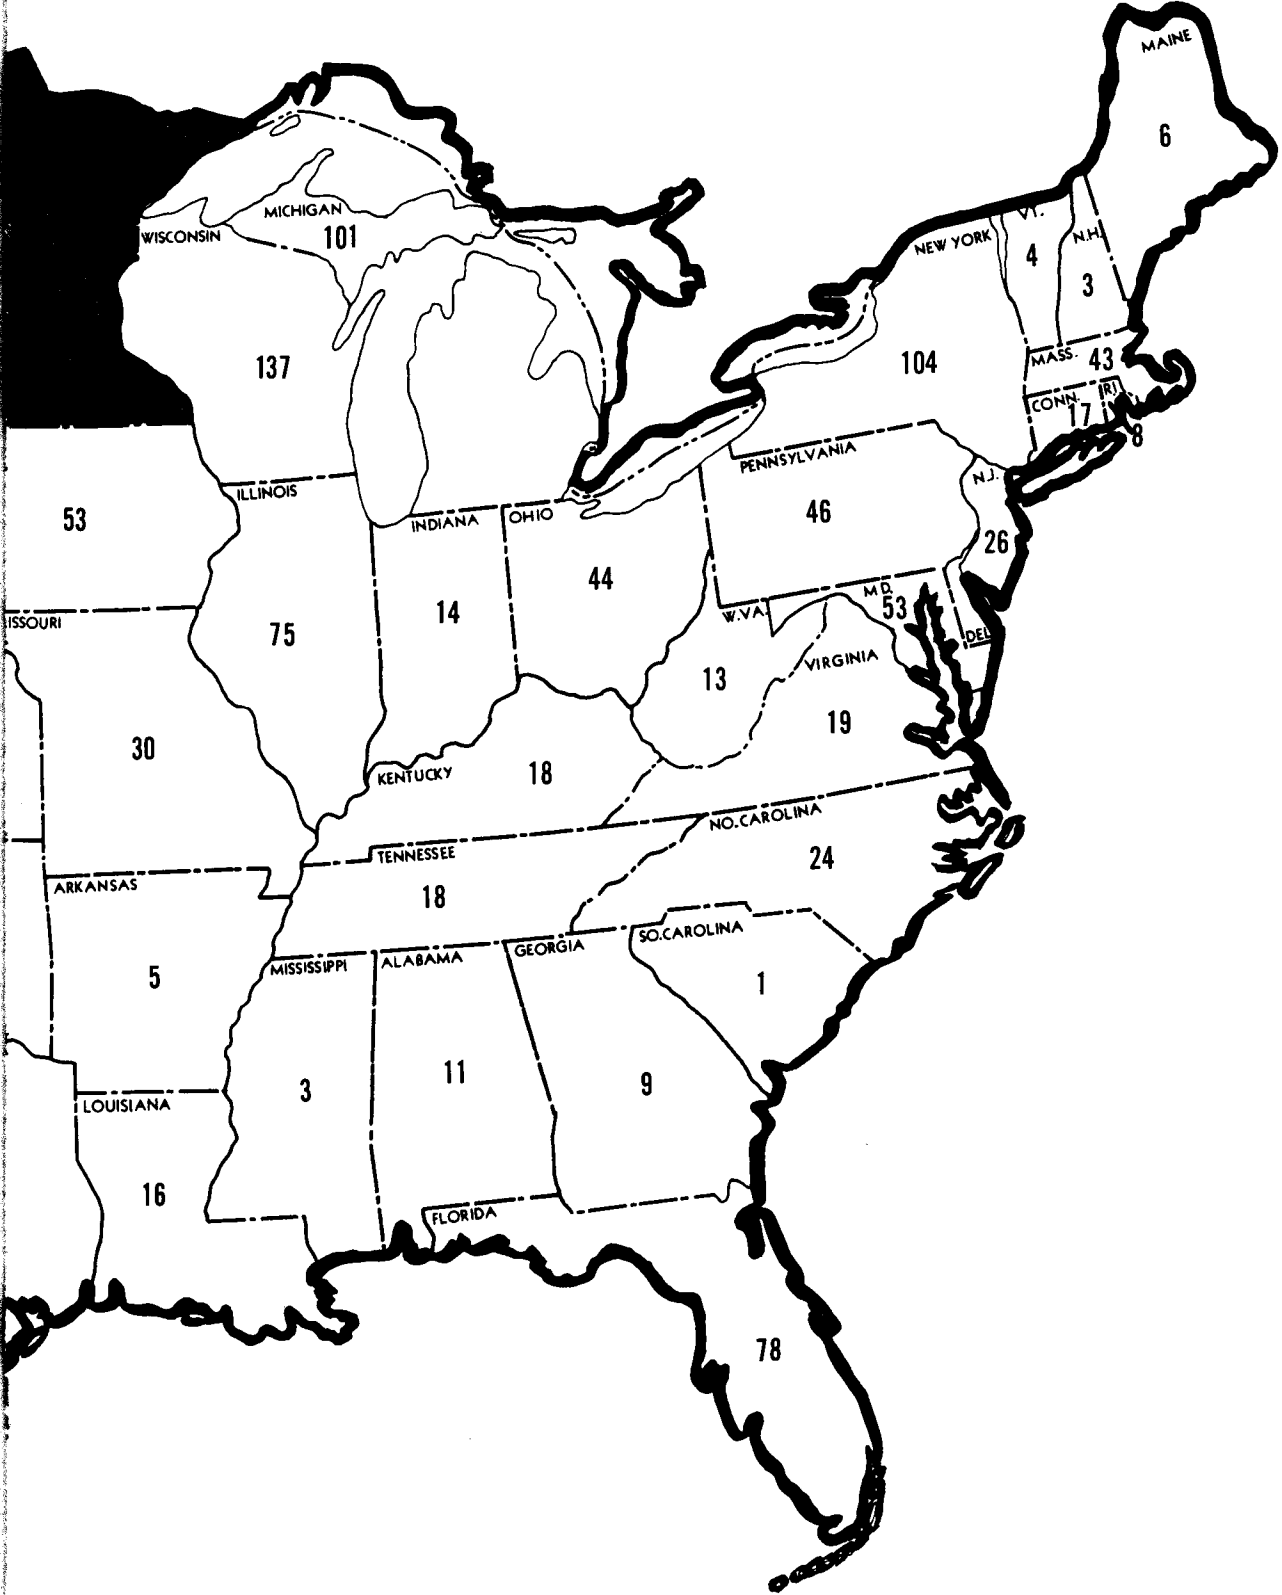 MAINE
6
MICHIGAN
101
WISCONSIN
137
NEW YORK
104
VT.
4
N.H.
3
MASS.
43
CONN.
17
R.I.
8
PENNSYLVANIA
46
N.J.
26
ILLINOIS
75
INDIANA
14
OHIO
44
53
W.VA.
13
MD.
53
DEL
VIRGINIA
19
ISSOURI
30
KENTUCKY
18
NO.CAROLINA
24
TENNESSEE
18
ARKANSAS
5
SO.CAROLINA
1
MISSISSIPPI
3
ALABAMA
11
GEORGIA
9
LOUISIANA
16
FLORIDA
78